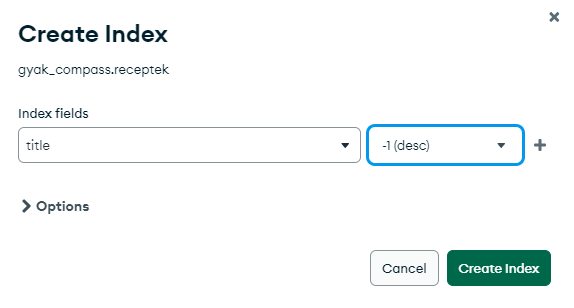 Create Index
gyak_compass.receptek
Index fields
title
-1 (desc)
Options
Cancel
Create Index